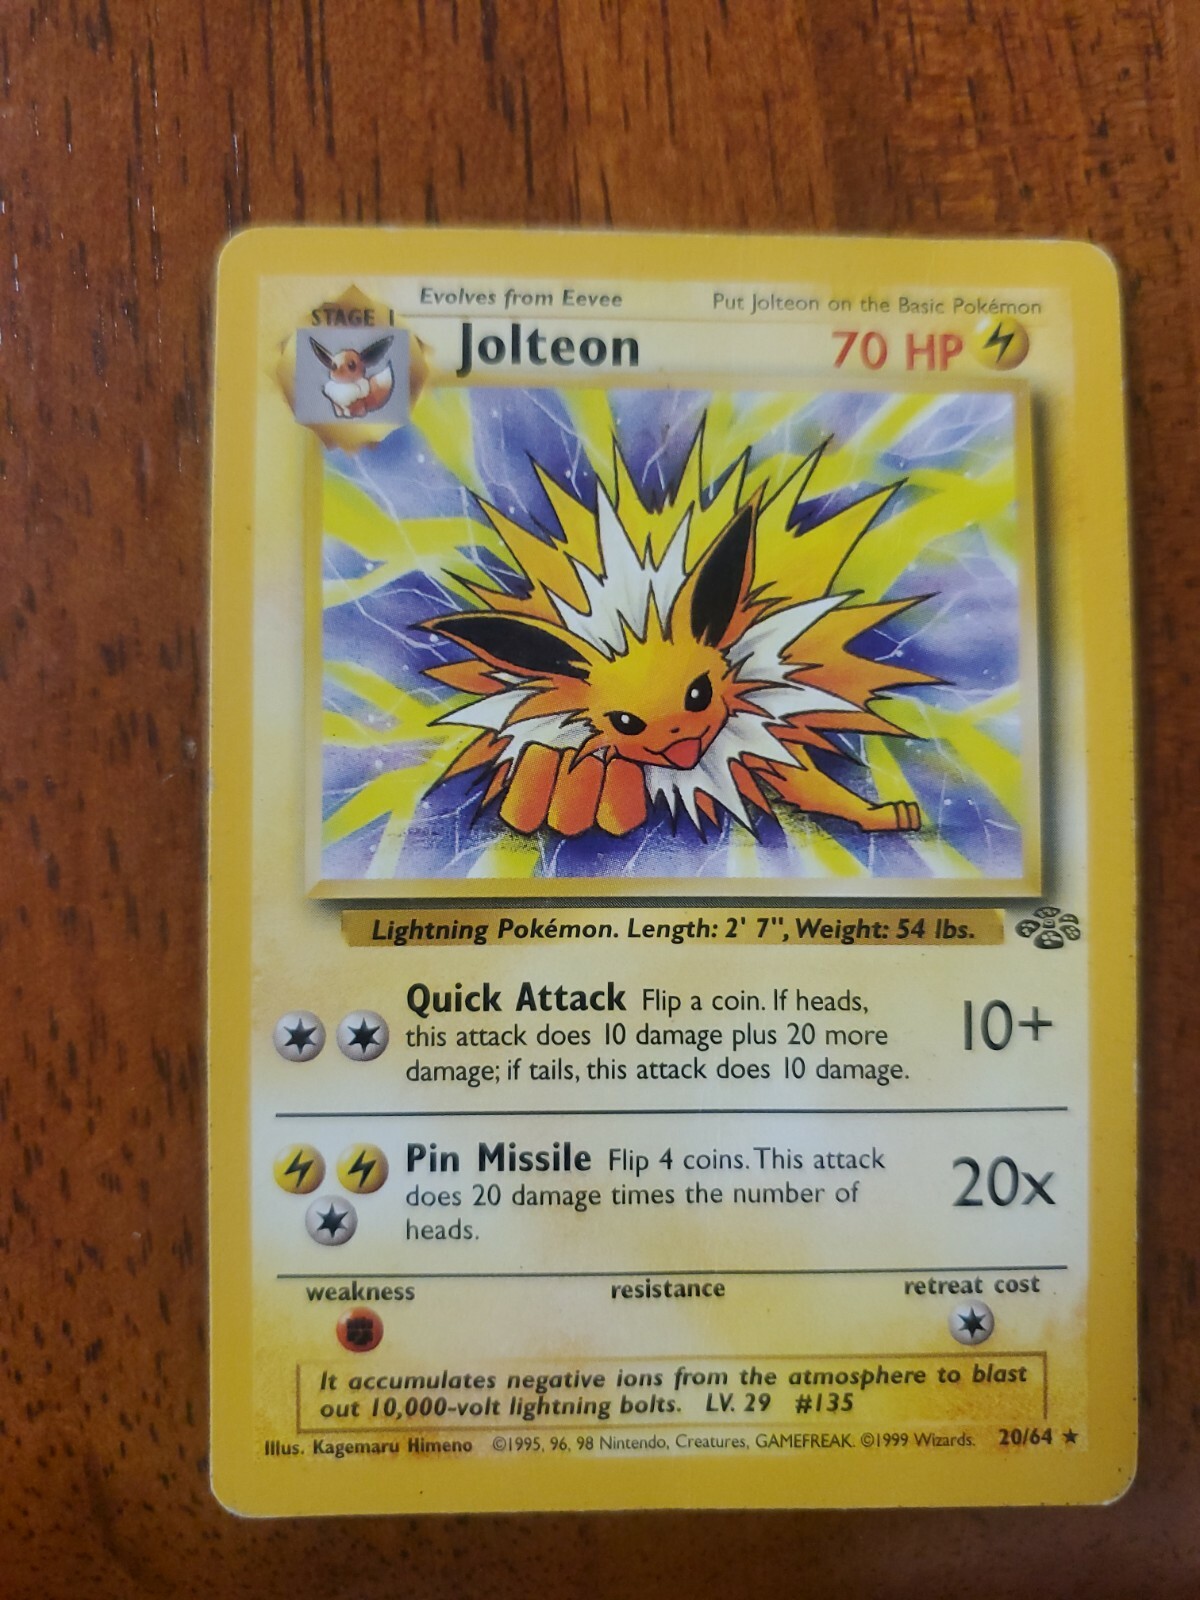 Evolves from Eevee Put Jolteon on the Basic Pokémon
STAGE 1
Jolteon 70 HP
Lightning Pokémon. Length: 2' 7", Weight: 54 lbs.
Quick Attack Flip a coin. If heads,
this attack does 10 damage plus 20 more
damage; if tails, this attack does 10 damage.
10+
Pin Missile Flip 4 coins. This attack
does 20 damage times the number of
heads.
20x
weakness resistance retreat cost
It accumulates negative ions from the atmosphere to blast
out 10,000-volt lightning bolts. LV. 29 #135
Illus. Kagemaru Himeno ©1995, 96, 98 Nintendo, Creatures, GAMEFREAK. ©1999 Wizards. 20/64 ★